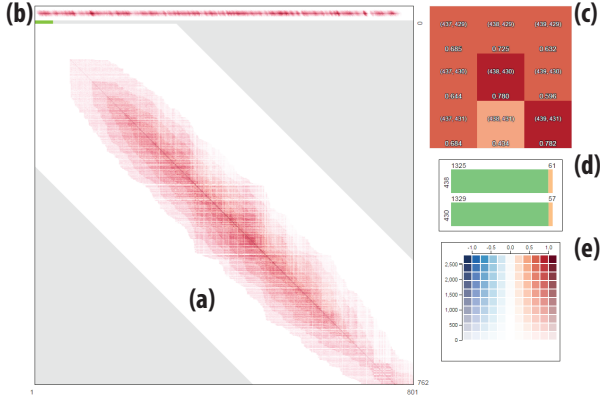 (b)
0
(a)
762
1
601
(c)
(437, 429) (438, 429) (439, 429)
0.685 0.725 0.632
(437, 430) (438, 430) (439, 430)
0.644 0.780 0.596
(437, 431) (438, 431) (439, 431)
0.684 0.434 0.782
(d)
1325 61
438
1329 57
430
(e)
-1.0 -0.5 0.0 0.5 1.0
2,500
2,000
1,500
1,000
500
0